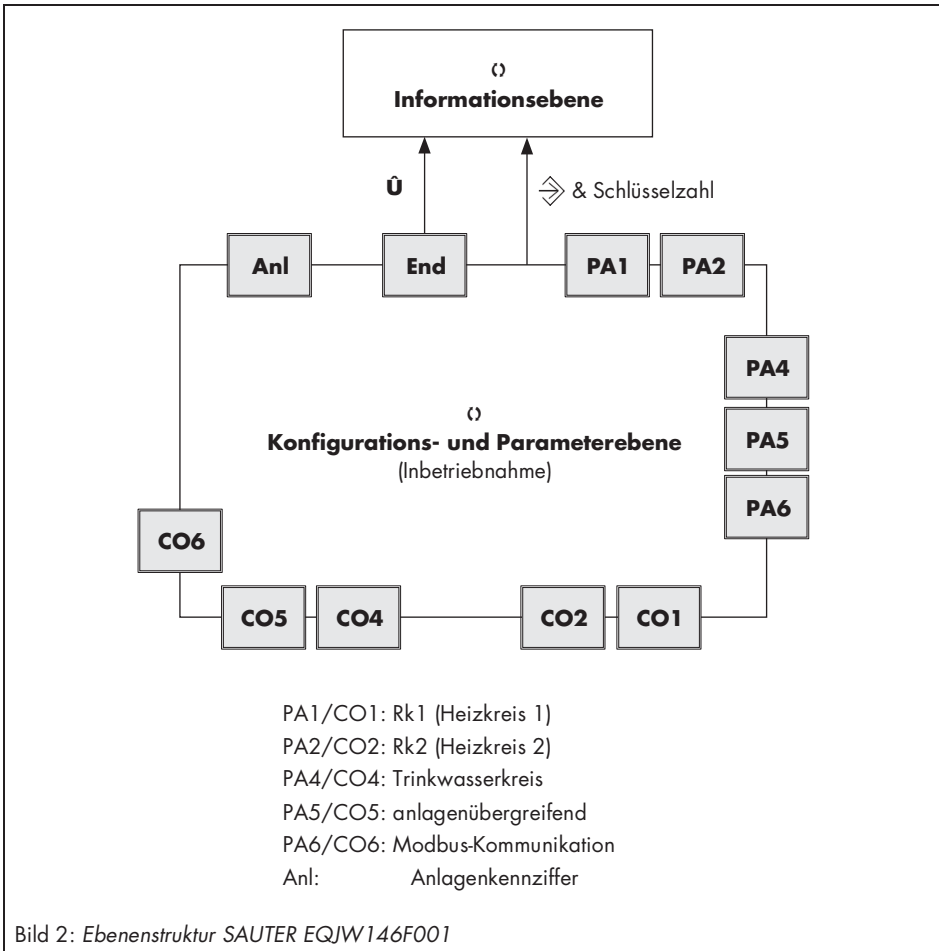 Informationsebene
Û
& Schlüsselzahl
Anl End PA1 PA2
PA4
Konfigurations- und Parameterebene
(Inbetriebnahme)
PA5
PA6
CO6
CO5 CO4 CO2 CO1
PA1/CO1: Rk1 (Heizkreis 1)
PA2/CO2: Rk2 (Heizkreis 2)
PA4/CO4: Trinkwasserkreis
PA5/CO5: anlagenübergreifend
PA6/CO6: Modbus-Kommunikation
Anl: Anlagenkennziffer
Bild 2: Ebenenstruktur SAUTER EQJW146F001